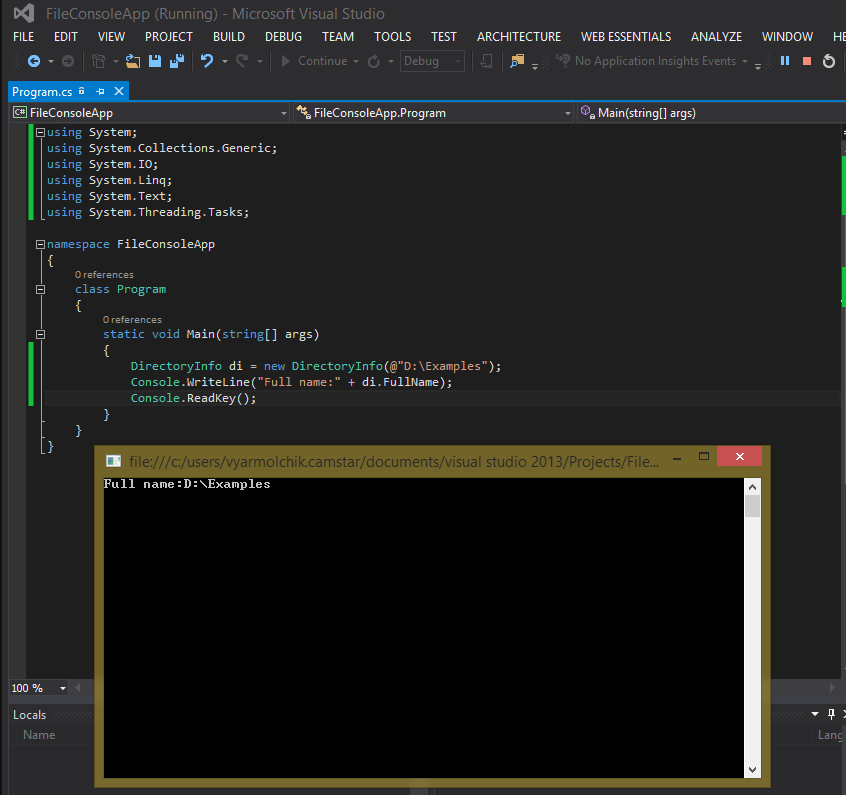 FileConsoleApp (Running) - Microsoft Visual Studio
FILE EDIT VIEW PROJECT BUILD DEBUG TEAM TOOLS TEST ARCHITECTURE WEB ESSENTIALS ANALYZE WINDOW HE
Continue Debug No Application Insights Events
Program.cs
C# FileConsoleApp FileConsoleApp.Program Main(string[] args)
using System;
using System.Collections.Generic;
using System.IO;
using System.Linq;
using System.Text;
using System.Threading.Tasks;
namespace FileConsoleApp
{
0 references
class Program
{
0 references
static void Main(string[] args)
{
DirectoryInfo di = new DirectoryInfo(@"D:\Examples");
Console.WriteLine("Full name:" + di.FullName);
Console.ReadKey();
}
}
}
file:///c:/users/vyarmolchik.camstar/documents/visual studio 2013/Projects/File...
Full name:D:\Examples
100 %
Locals
Name Lang